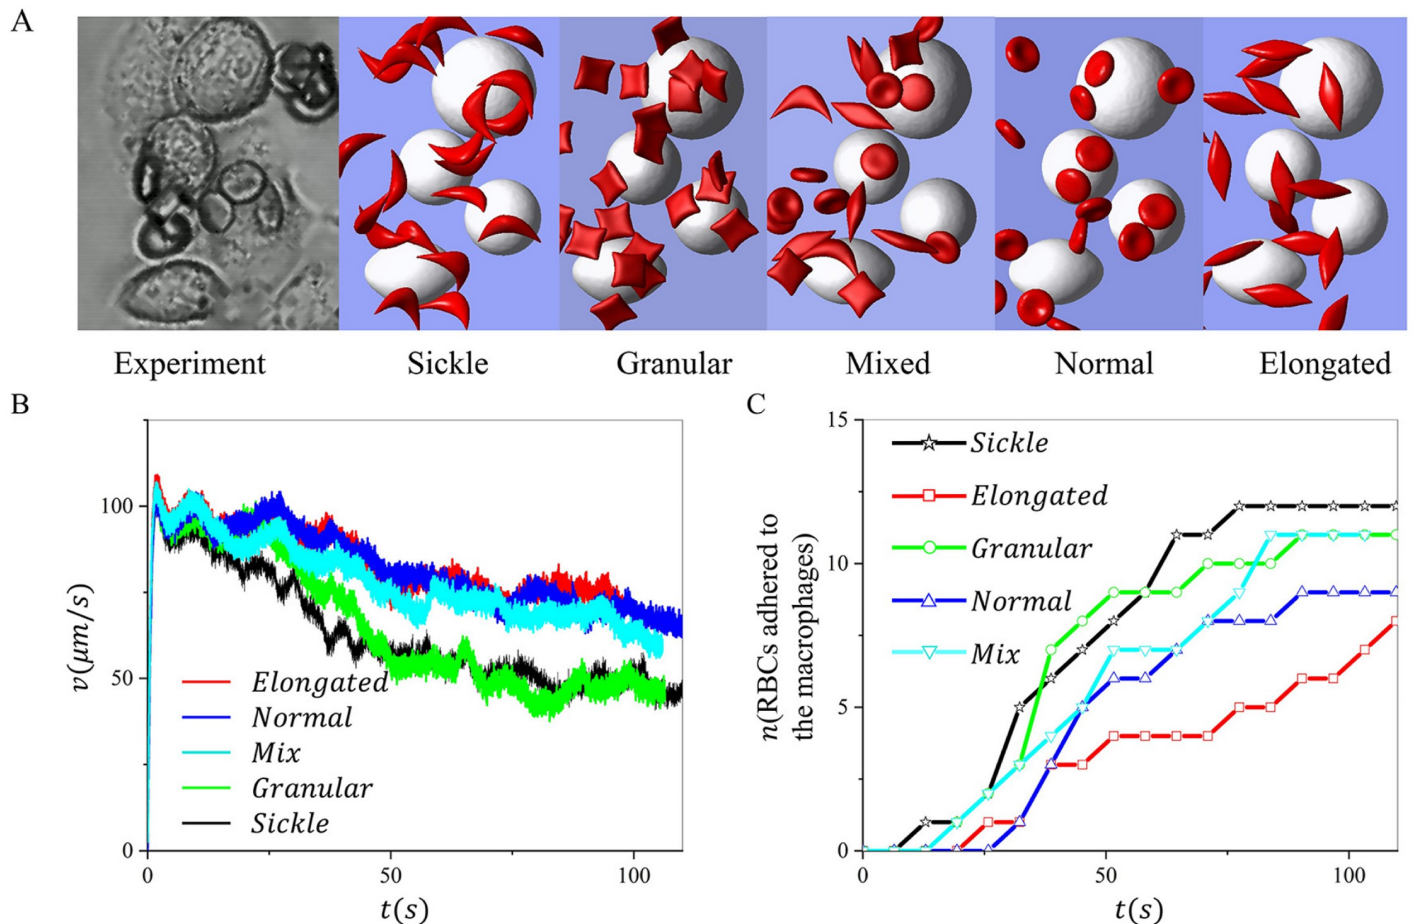 A
Experiment
Sickle
Granular
Mixed
Normal
Elongated
B
v(μm/s)
100
50
0
Elongated
Normal
Mix
Granular
Sickle
0
50
100
t(s)
C
n(RBCs adhered to
the macrophages)
15
10
5
0
Sickle
Elongated
Granular
Normal
Mix
0
50
100
t(s)